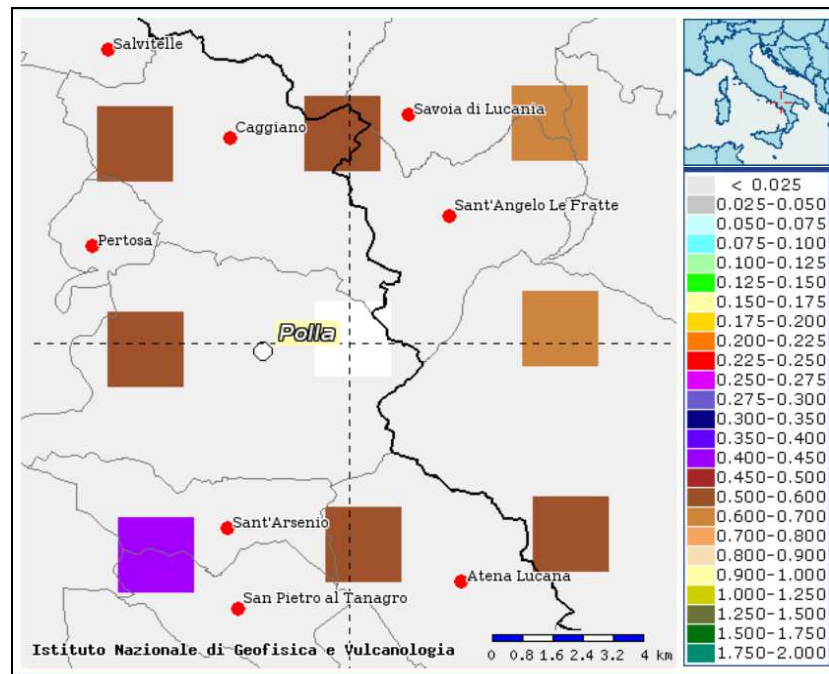 Salvitelle
Savoia di Lucania
Caggiano
Sant'Angelo Le Fratte
Pertosa
Polla
Sant'Arsenio
Atena Lucana
San Pietro al Tanagro
Istituto Nazionale di Geofisica e Vulcanologia
0 0.8 1.6 2.4 3.2 4 km
< 0.025
0.025-0.050
0.050-0.075
0.075-0.100
0.100-0.125
0.125-0.150
0.150-0.175
0.175-0.200
0.200-0.225
0.225-0.250
0.250-0.275
0.275-0.300
0.300-0.350
0.350-0.400
0.400-0.450
0.450-0.500
0.500-0.600
0.600-0.700
0.700-0.800
0.800-0.900
0.900-1.000
1.000-1.250
1.250-1.500
1.500-1.750
1.750-2.000